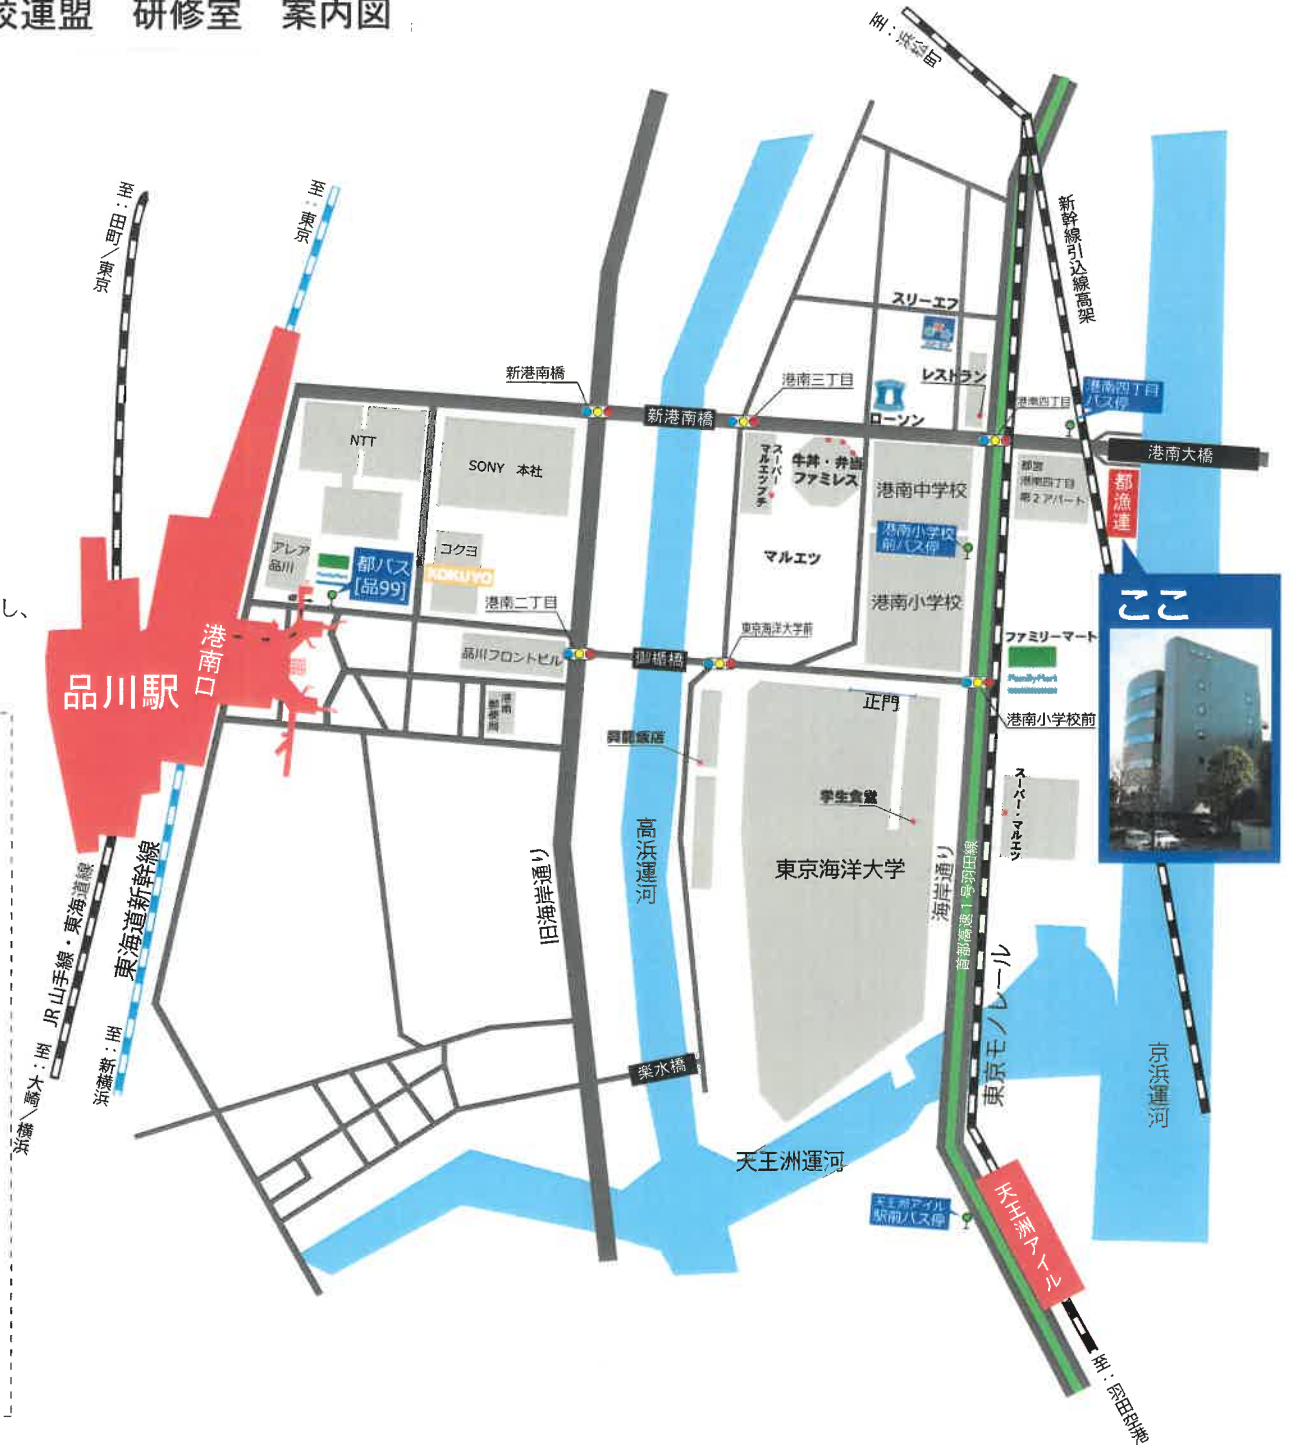 校連盟　研修室　案内図
至：浜松町
至：田町／東京
至：東京
新幹線引込線高架
スリーエフ
レストラン
ローソン
新港南橋
新港南橋
港南三丁目
港南四丁目
港南四丁目
バス停
港南大橋
NTT
SONY　本社
スーパー
マルエツプチ
牛丼・弁当
ファミレス
港南中学校
都営
港南四丁目
第２アパート
都漁連
港南小学校
前バス停
アレア
品川
FamilyMart
都バス
[品99]
コクヨ
KOKUYO
マルエツ
港南小学校
ここ
し、
港南二丁目
東京海洋大学前
品川フロントビル
御楯橋
ファミリーマート
FamilyMart
港南口
品川駅
正門
港南小学校前
学生食堂
スーパー・マルエツ
高浜運河
東京海洋大学
旧海岸通り
海岸通り
首都高速１号羽田線
JR山手線・東海道線
東海道新幹線
至：大崎／横浜
至：新横浜
東京モノレール
京浜運河
楽水橋
天王洲運河
天王洲アイル
駅前バス停
天王洲アイル
至：羽田空港